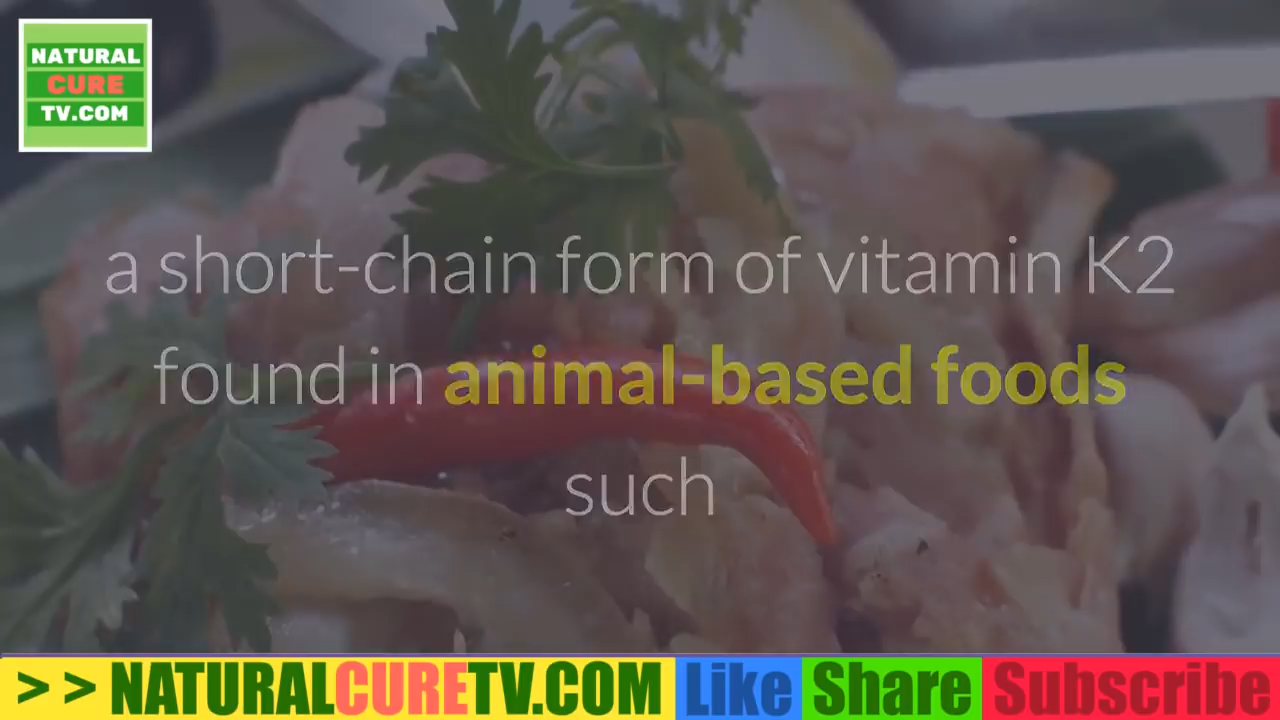 NATURAL
CURE
TV.COM
a short-chain form of vitamin K2
found in animal-based foods
such
>> NATURALCURETV.COM Like Share Subscribe